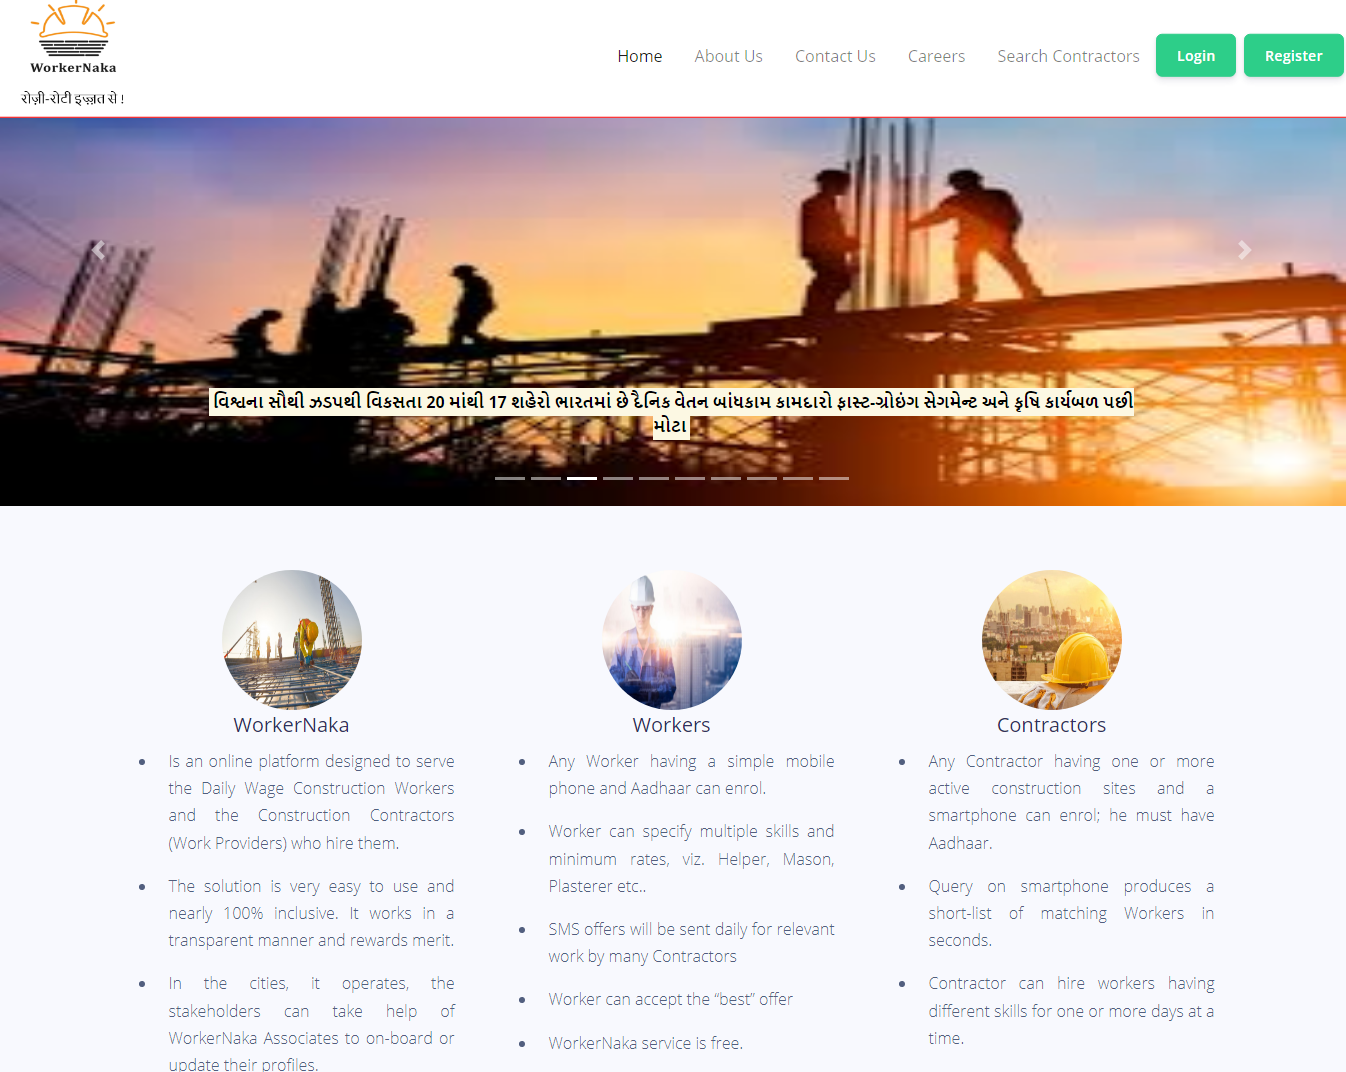 WorkerNaka
रोज़ी-रोटी इज़्ज़त से !
Home
About Us
Contact Us
Careers
Search Contractors
Login
Register
વિશ્વના સૌથી ઝડપથી વિકસતા 20 માંથી 17 શહેરો ભારતમાં છે દૈનિક વેતન બાંધકામ કામદારો ફાસ્ટ-ગ્રોઇંગ સેગમેન્ટ અને કૃષિ કાર્યબળ પછી
મોટા
WorkerNaka
Is an online platform designed to serve
the Daily Wage Construction Workers
and the Construction Contractors
(Work Providers) who hire them.
The solution is very easy to use and
nearly 100% inclusive. It works in a
transparent manner and rewards merit.
In the cities, it operates, the
stakeholders can take help of
WorkerNaka Associates to on-board or
update their profiles.
Workers
Any Worker having a simple mobile
phone and Aadhaar can enrol.
Worker can specify multiple skills and
minimum rates, viz. Helper, Mason,
Plasterer etc..
SMS offers will be sent daily for relevant
work by many Contractors
Worker can accept the “best” offer
WorkerNaka service is free.
Contractors
Any Contractor having one or more
active construction sites and a
smartphone can enrol; he must have
Aadhaar.
Query on smartphone produces a
short-list of matching Workers in
seconds.
Contractor can hire workers having
different skills for one or more days at a
time.